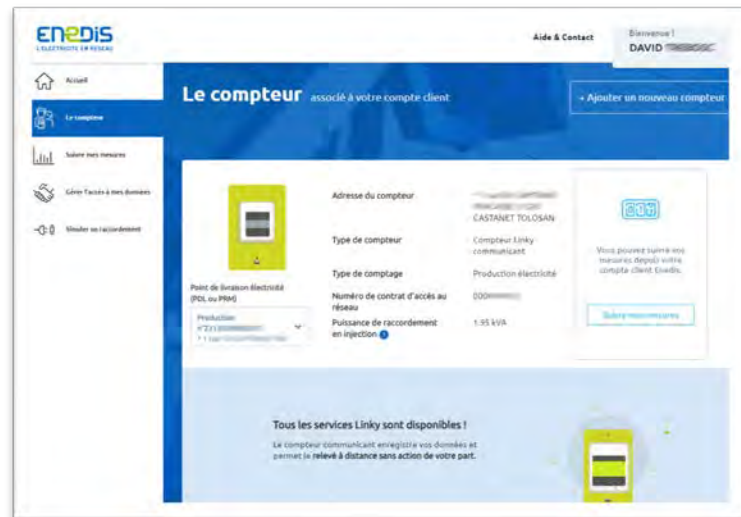 ENEDIS
L'ELECTRICITE EN RESEAU
Aide & Contact
Bienvenue !
DAVID
Accueil
Le compteur
Suivre mes mesures
Gérer l'accès à mes données
Simuler un raccordement
Le compteur associé à votre compte client
+ Ajouter un nouveau compteur
Adresse du compteur
CASTANET TOLOSAN
Type de compteur
Compteur Linky
communicant
Type de comptage
Production électricité
Numéro de contrat d'accès au
réseau
Puissance de raccordement
en injection
1.95 kVA
Point de livraison électricité
(PDL ou PRM)
Production
Vous pouvez suivre vos
mesures depuis votre
compte client Enedis.
Suivre mes mesures
Tous les services Linky sont disponibles !
Le compteur communicant enregistre vos données et
permet le relevé à distance sans action de votre part.